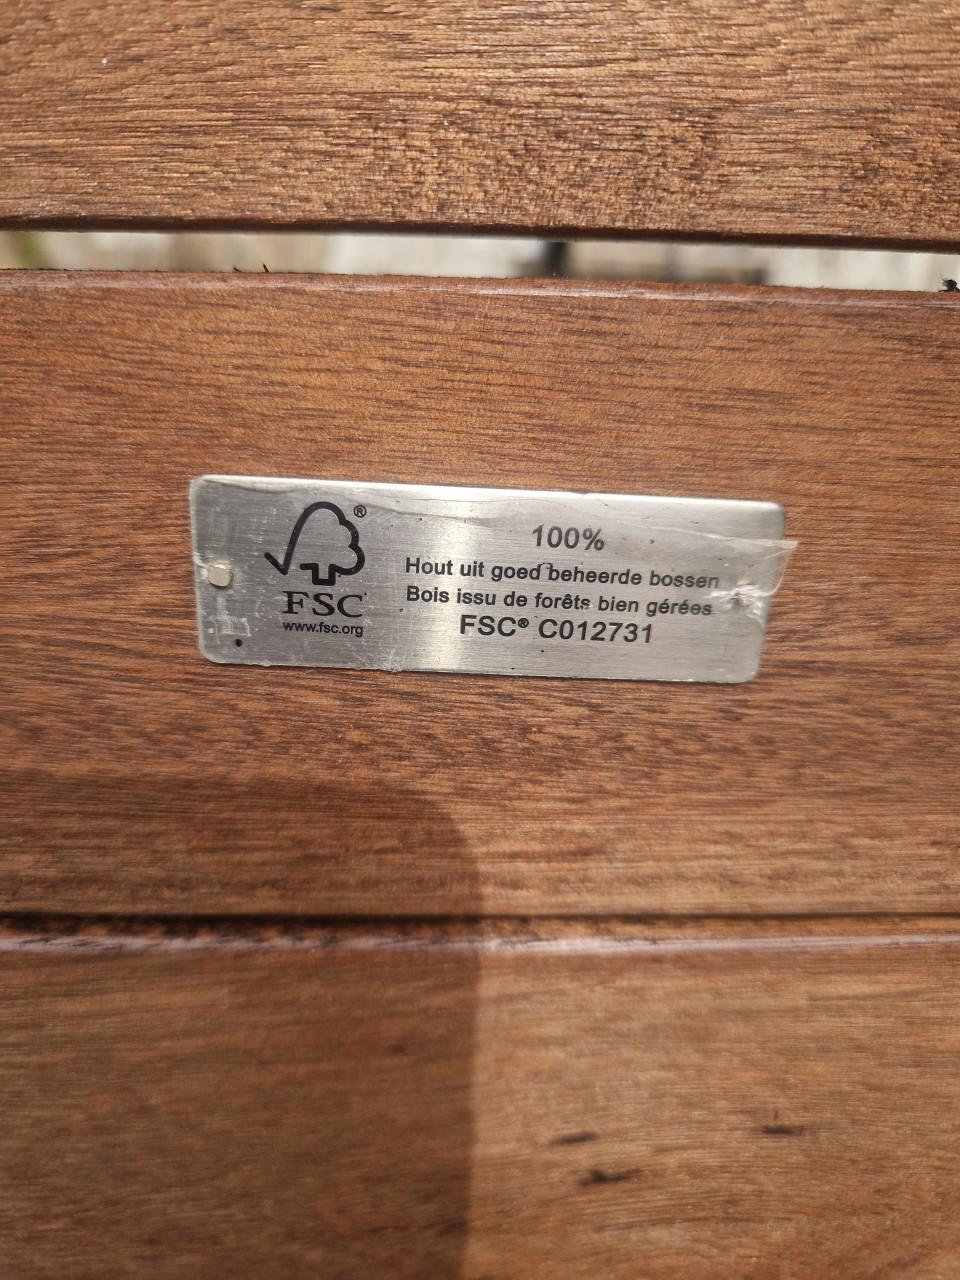 ®
FSC
www.fsc.org
100%
Hout uit goed beheerde bossen
Bois issu de forêts bien gérées
FSC® C012731